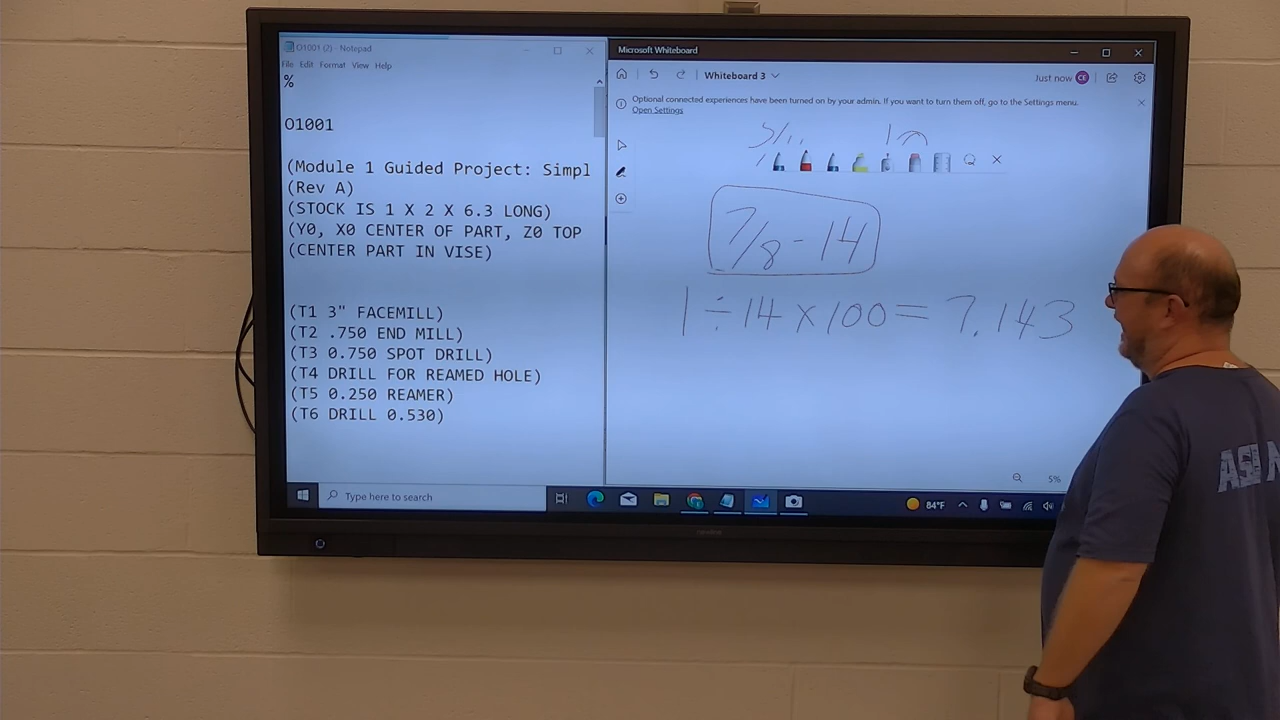 O1001 (2) - Notepad
File Edit Format View Help
%
O1001
(Module 1 Guided Project: Simpl
(Rev A)
(STOCK IS 1 X 2 X 6.3 LONG)
(Y0, X0 CENTER OF PART, Z0 TOP
(CENTER PART IN VISE)
(T1 3" FACEMILL)
(T2 .750 END MILL)
(T3 0.750 SPOT DRILL)
(T4 DRILL FOR REAMED HOLE)
(T5 0.250 REAMER)
(T6 DRILL 0.530)
Type here to search
Microsoft Whiteboard
Whiteboard 3
Just now CE
Optional connected experiences have been turned on by your admin. If you want to turn them off, go to the Settings menu.
Open Settings
7/8 - 14
1 ÷ 14 x 100 = 7.143
5%
84°F